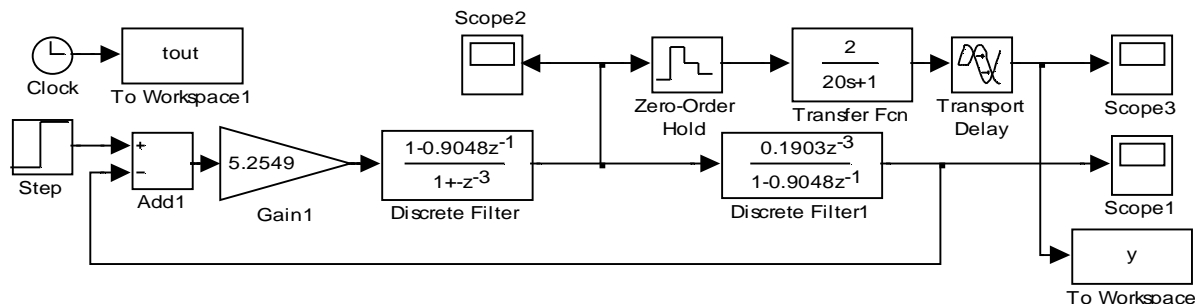 Scope2
tout
Clock
To Workspace1
Zero-Order
Hold
2
20s+1
Transfer Fcn
Transport
Delay
Scope3
Step
+
−
Add1
5.2549
Gain1
1-0.9048z-1
1+-z-3
Discrete Filter
0.1903z-3
1-0.9048z-1
Discrete Filter1
Scope1
y
To Workspace